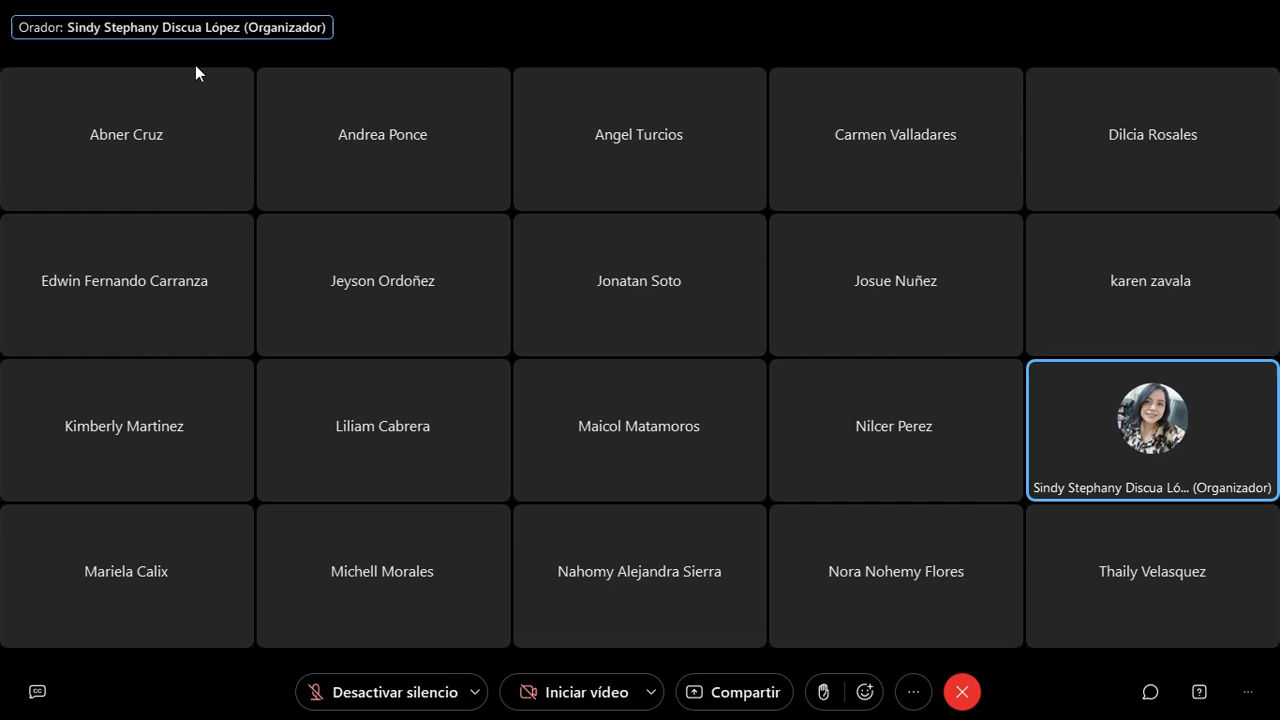 Orador: Sindy Stephany Discua López (Organizador)
Abner Cruz
Andrea Ponce
Angel Turcios
Carmen Valladares
Dilcia Rosales
Edwin Fernando Carranza
Jeyson Ordoñez
Jonatan Soto
Josue Nuñez
karen zavala
Kimberly Martinez
Liliam Cabrera
Maicol Matamoros
Nilcer Perez
Sindy Stephany Discua Ló... (Organizador)
Mariela Calix
Michell Morales
Nahomy Alejandra Sierra
Nora Nohemy Flores
Thaily Velasquez
CC
Desactivar silencio
Iniciar vídeo
Compartir